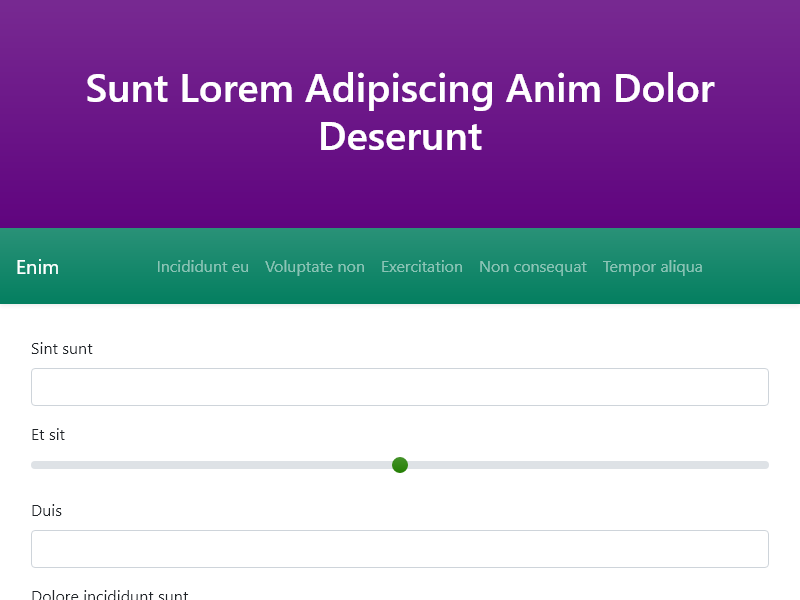 Sunt Lorem Adipiscing Anim Dolor
Deserunt
Enim Incididunt eu Voluptate non Exercitation Non consequat Tempor aliqua
Sint sunt
Et sit
Duis
Dolore incididunt sunt